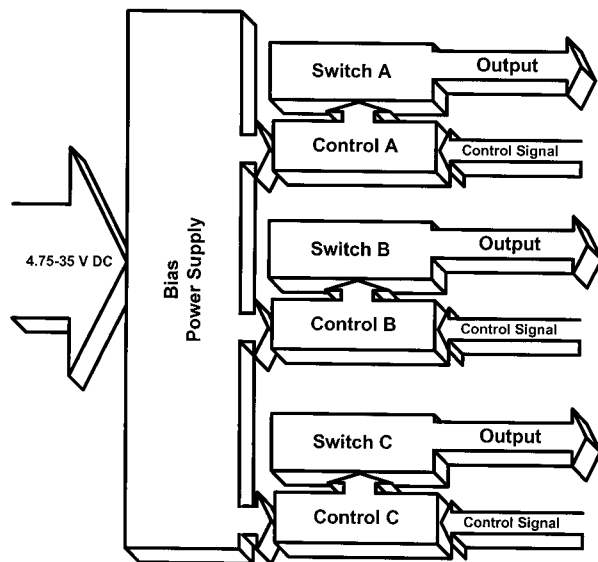 4.75-35 V DC
Bias
Power Supply
Switch A
Output
Control A
Control Signal
Switch B
Output
Control B
Control Signal
Switch C
Output
Control C
Control Signal